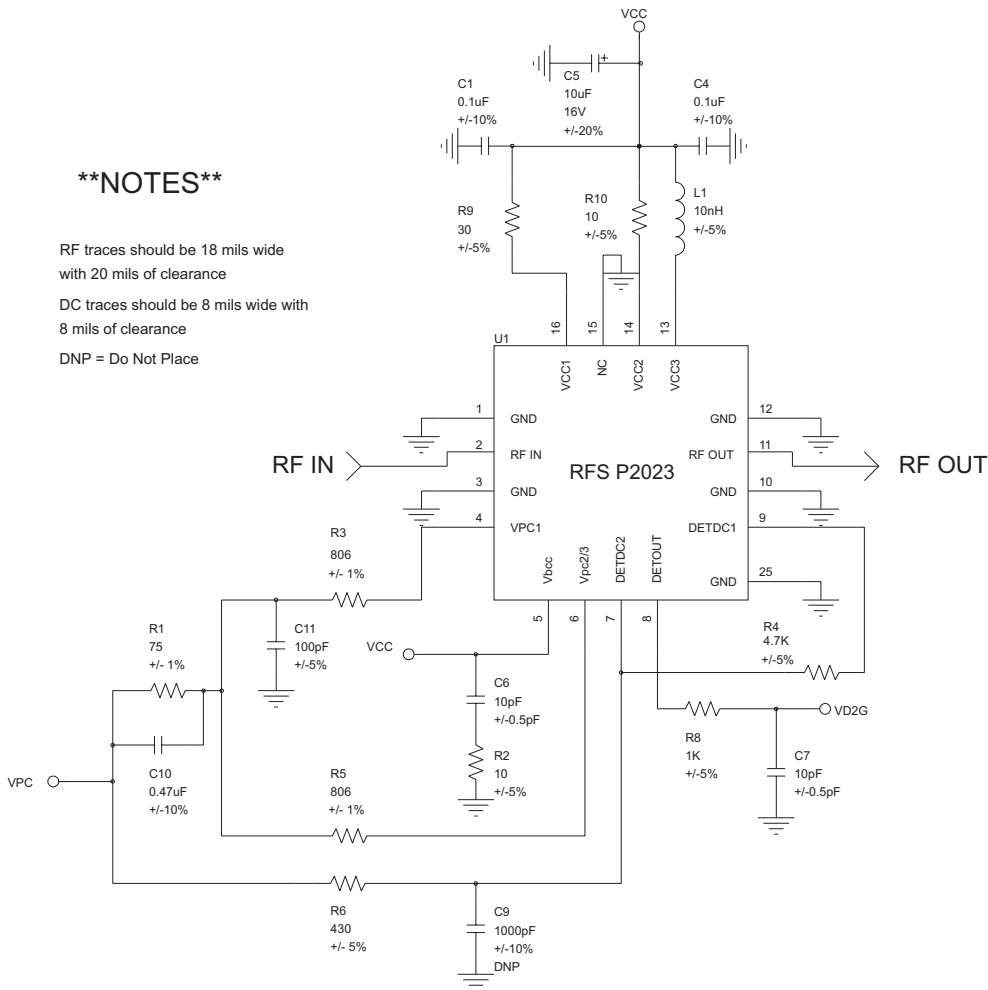 VCC
C5
10uF
16V
+/-20%
+
C1
0.1uF
+/-10%
C4
0.1uF
+/-10%
**NOTES**
RF traces should be 18 mils wide
with 20 mils of clearance
DC traces should be 8 mils wide with
8 mils of clearance
DNP = Do Not Place
R9
30
+/-5%
R10
10
+/-5%
L1
10nH
+/-5%
U1
16
15
14
13
VCC1
NC
VCC2
VCC3
1
GND
2
RF IN
3
GND
4
VPC1
RF IN
RFS P2023
GND
12
RF OUT
11
GND
10
DETDC1
9
GND
25
RF OUT
Vbcc
Vpc2/3
DETDC2
DETOUT
5
6
7
8
R3
806
+/- 1%
C11
100pF
+/-5%
R1
75
+/- 1%
C10
0.47uF
+/-10%
VPC
VCC
C6
10pF
+/-0.5pF
R2
10
+/-5%
R4
4.7K
+/-5%
R8
1K
+/-5%
VD2G
C7
10pF
+/-0.5pF
R5
806
+/- 1%
R6
430
+/- 5%
C9
1000pF
+/-10%
DNP